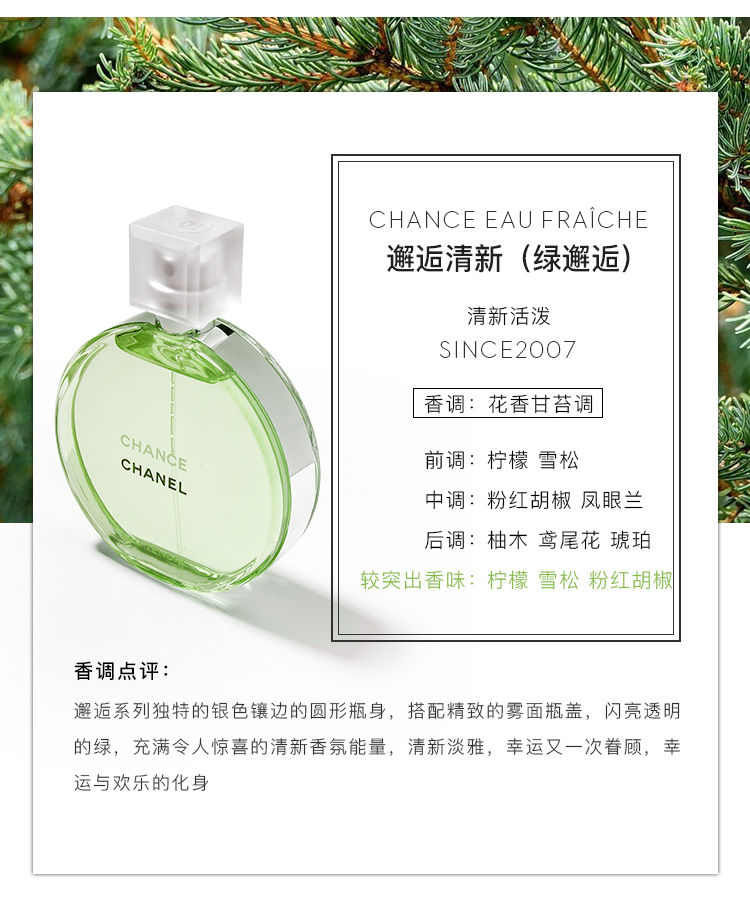 CHANCE EAU FRAÎCHE
邂逅清新（绿邂逅）
清新活泼
SINCE2007
香调：花香甘苔调
前调：柠檬 雪松
中调：粉红胡椒 凤眼兰
后调：柚木 鸢尾花 琥珀
较突出香味：柠檬 雪松 粉红胡椒
CHANCE
CHANEL
香调点评：
邂逅系列独特的银色镶边的圆形瓶身，搭配精致的雾面瓶盖，闪亮透明
的绿，充满令人惊喜的清新香氛能量，清新淡雅，幸运又一次眷顾，幸
运与欢乐的化身